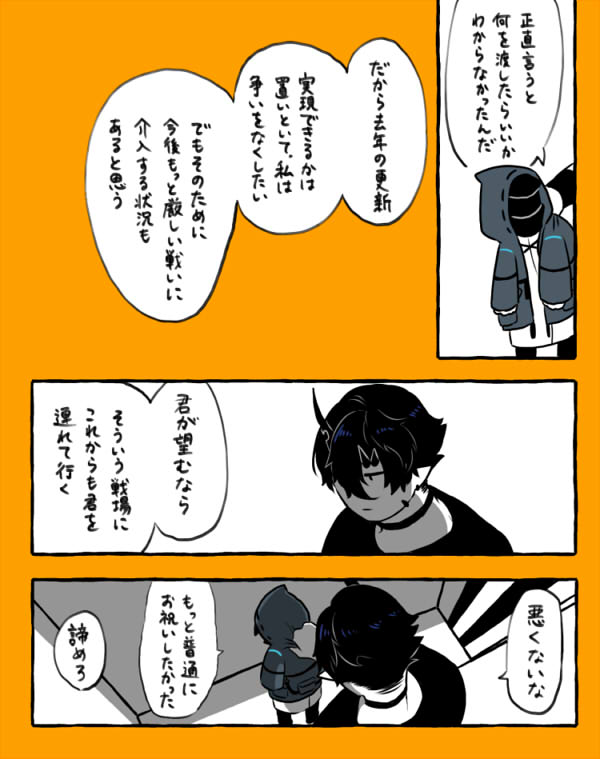 正直言うと
何を渡したらいいか
わからなかったんだ
だから去年の更新
実現できるかは
置いといて、私は
争いをなくしたい
でもそのために
今後もっと厳しい戦いに
介入する状況も
あると思う
君が望むなら
そういう戦場に
これからも君を
連れて行く
悪くないな
もっと普通に
お祝いしたかった
諦めろ